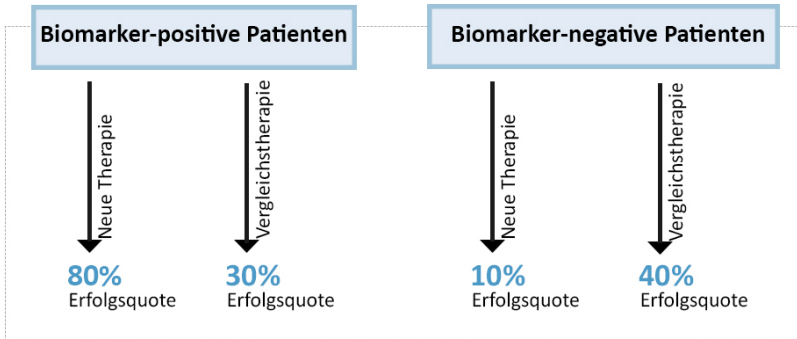 Biomarker-positive Patienten
Neue Therapie
Vergleichstherapie
80%
Erfolgsquote
30%
Erfolgsquote
Biomarker-negative Patienten
Neue Therapie
Vergleichstherapie
10%
Erfolgsquote
40%
Erfolgsquote